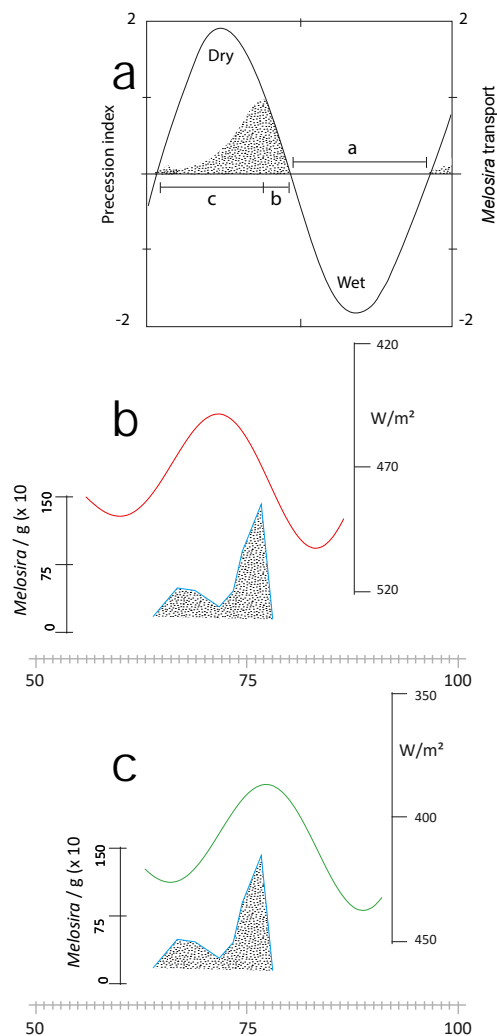 2
2
a
Dry
Precession index
Melosira transport
a
c
b
Wet
-2
-2
420
b
W/m²
470
Melosira / g (x 10
150
75
0
520
50
75
100
350
c
W/m²
400
Melosira / g (x 10
150
75
0
450
50
75
100